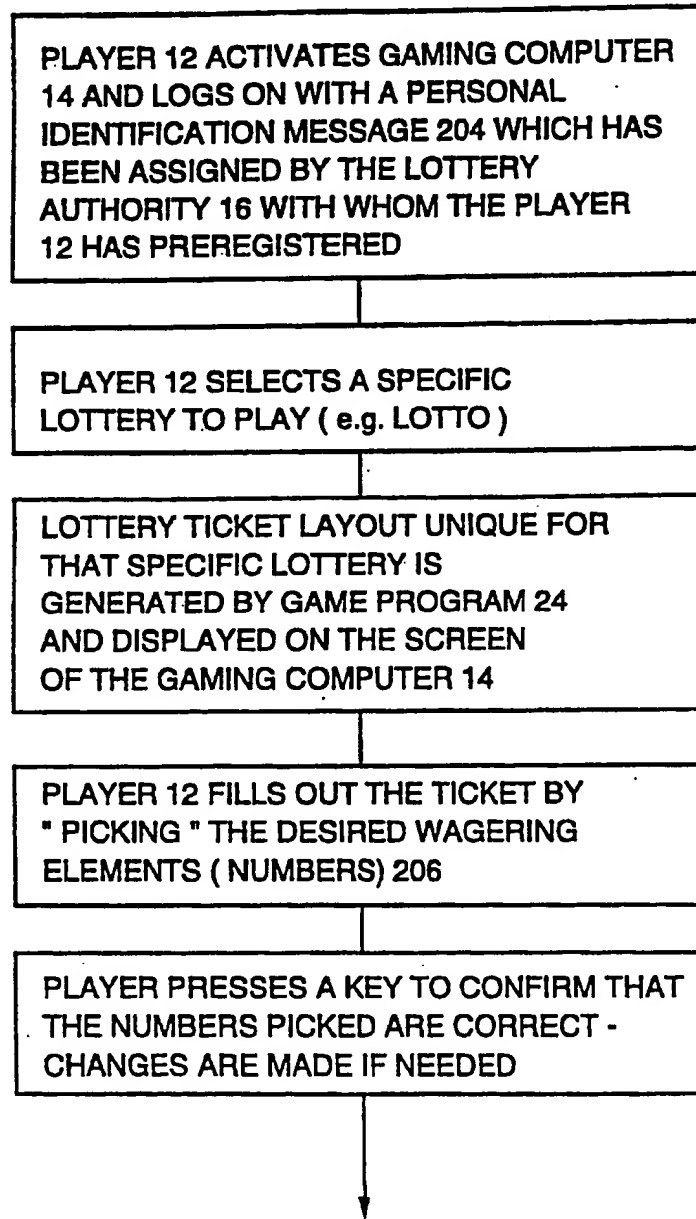 PLAYER 12 ACTIVATES GAMING COMPUTER
14 AND LOGS ON WITH A PERSONAL
IDENTIFICATION MESSAGE 204 WHICH HAS
BEEN ASSIGNED BY THE LOTTERY
AUTHORITY 16 WITH WHOM THE PLAYER
12 HAS PREREGISTERED
PLAYER 12 SELECTS A SPECIFIC
LOTTERY TO PLAY ( e.g. LOTTO )
LOTTERY TICKET LAYOUT UNIQUE FOR
THAT SPECIFIC LOTTERY IS
GENERATED BY GAME PROGRAM 24
AND DISPLAYED ON THE SCREEN
OF THE GAMING COMPUTER 14
PLAYER 12 FILLS OUT THE TICKET BY
" PICKING " THE DESIRED WAGERING
ELEMENTS ( NUMBERS) 206
PLAYER PRESSES A KEY TO CONFIRM THAT
THE NUMBERS PICKED ARE CORRECT -
CHANGES ARE MADE IF NEEDED